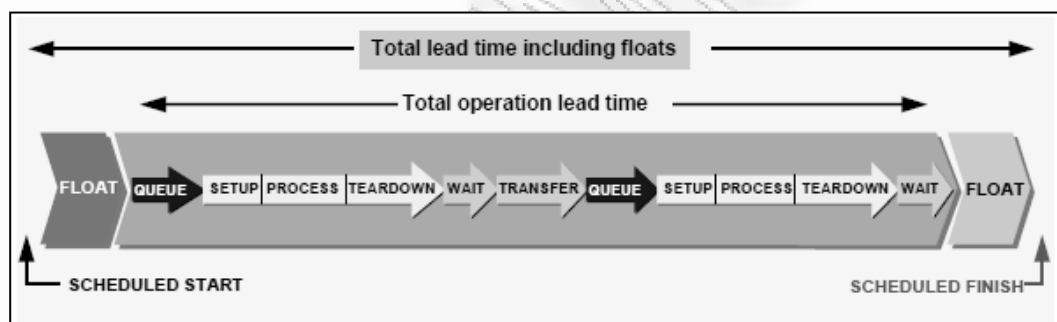 Total lead time including floats
Total operation lead time
FLOAT QUEUE SETUP PROCESS TEARDOWN WAIT TRANSFER QUEUE SETUP PROCESS TEARDOWN WAIT FLOAT
SCHEDULED START SCHEDULED FINISH